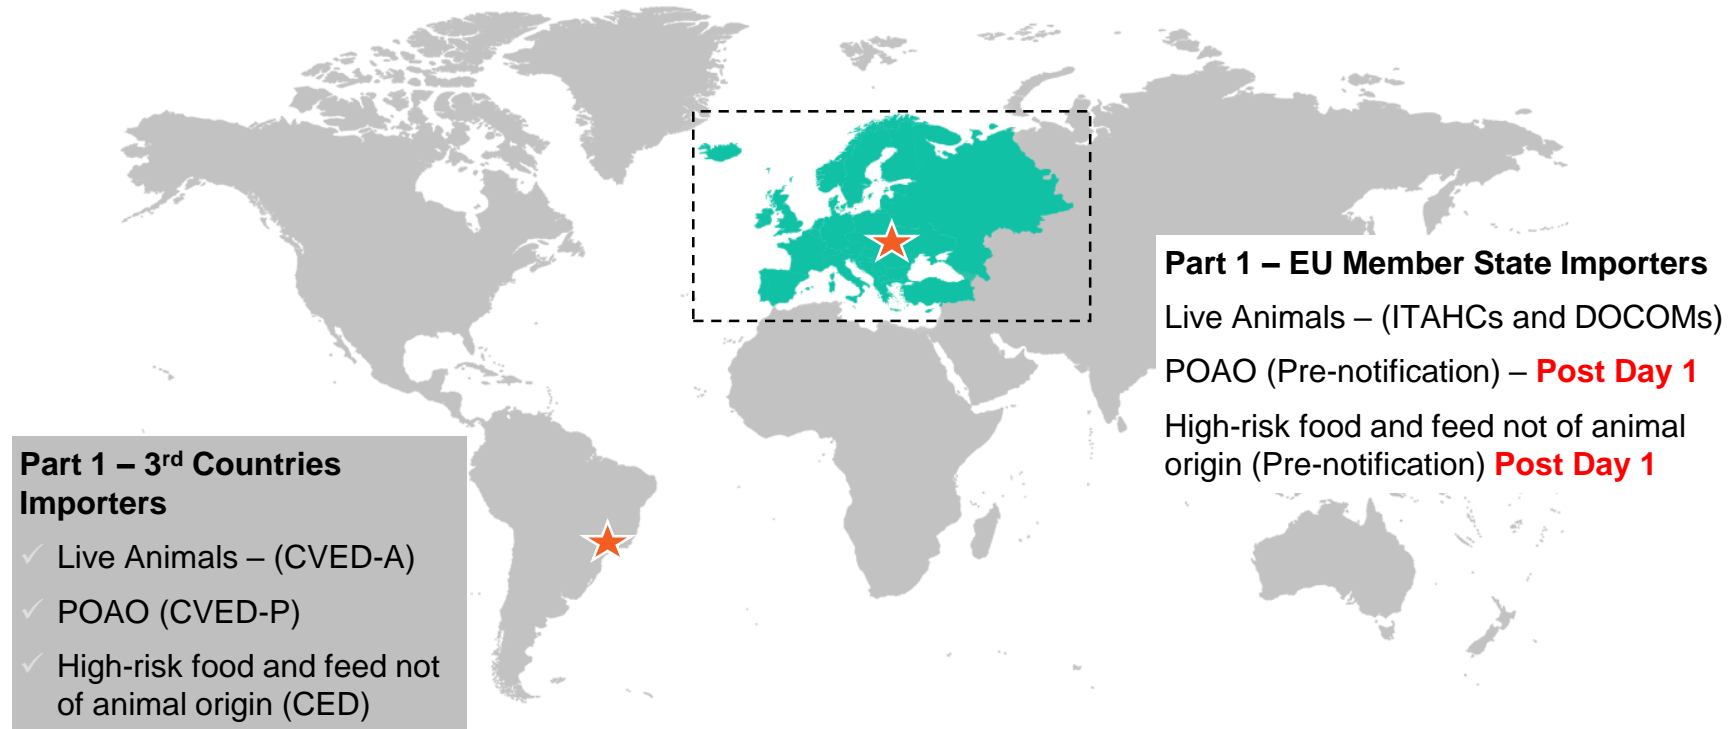 Part 1 – EU Member State Importers
Live Animals – (ITAHCs and DOCOMs)
POAO (Pre-notification) – Post Day 1
High-risk food and feed not of animal
origin (Pre-notification) Post Day 1
Part 1 – 3rd Countries
Importers
✓ Live Animals – (CVED-A)
✓ POAO (CVED-P)
✓ High-risk food and feed not
of animal origin (CED)